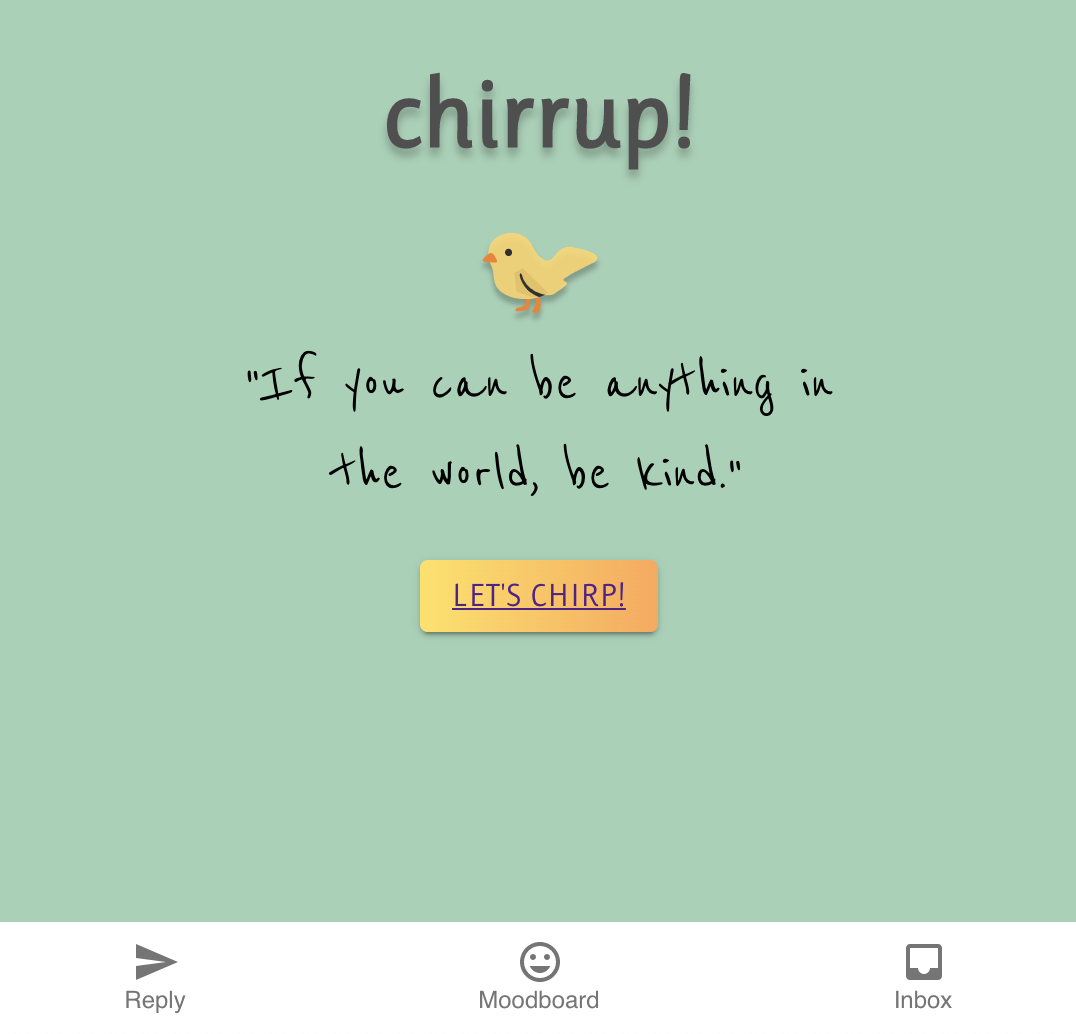 chirrup!
"If you can be anything in
the world, be kind."
LET'S CHIRP!
Reply
Moodboard
Inbox